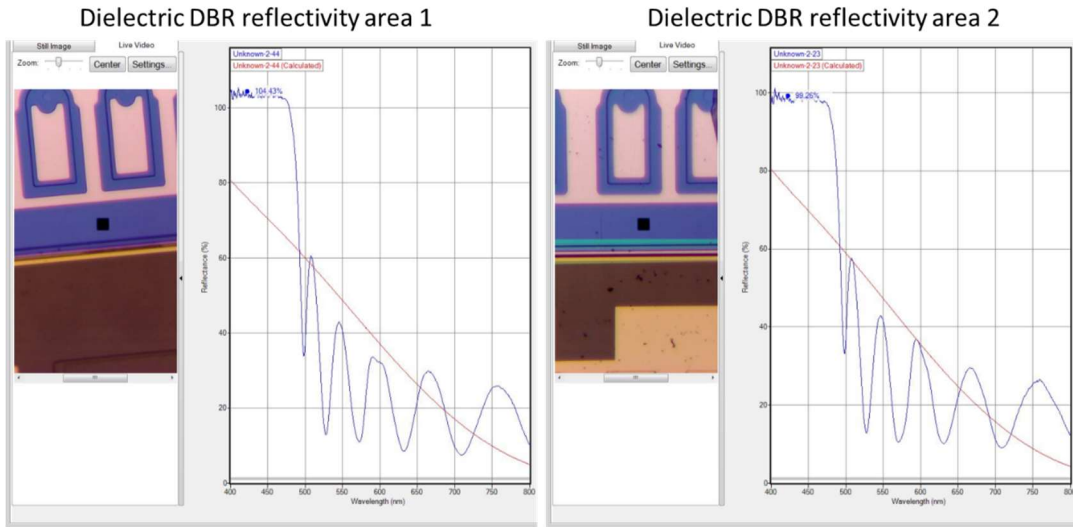 Dielectric DBR reflectivity area 1
Still Image
Live Video
Zoom:
Center
Settings...
Unknown-2-44
Unknown-2-44 (Calculated)
104.43%
100
80
60
40
20
0
Reflectance (%)
400 450 500 550 600 650 700 750 800
Wavelength (nm)
Dielectric DBR reflectivity area 2
Still Image
Live Video
Zoom:
Center
Settings...
Unknown-2-23
Unknown-2-23 (Calculated)
99.26%
100
80
60
40
20
0
Reflectance (%)
400 450 500 550 600 650 700 750 800
Wavelength (nm)